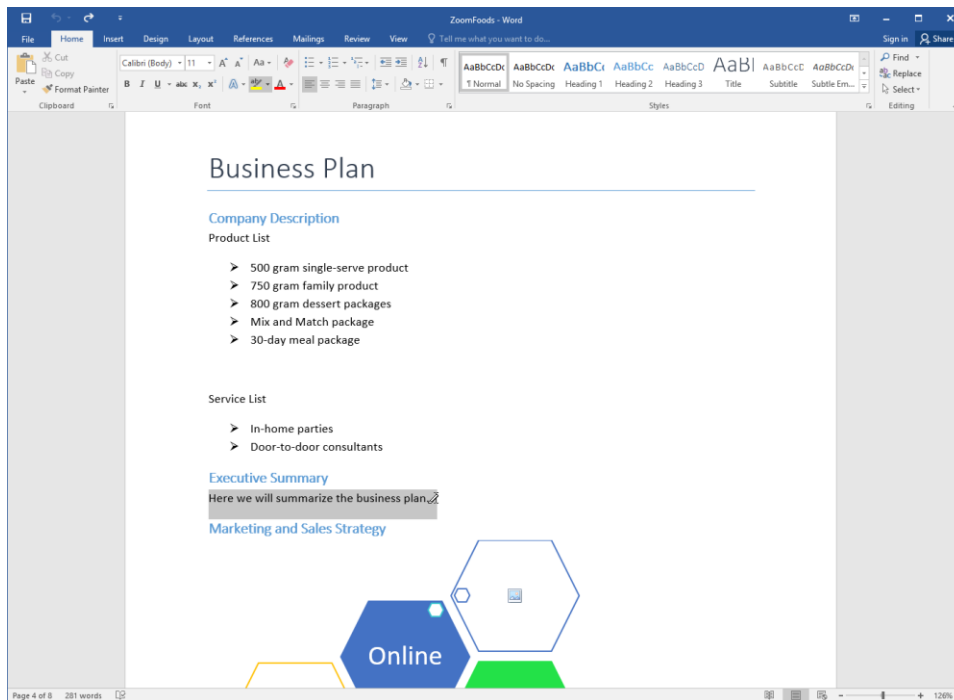 ZoomFoods - Word
File Home Insert Design Layout References Mailings Review View Tell me what you want to do... Sign in Share
Cut
Copy
Paste
Format Painter
Clipboard
Calibri (Body) 11
Font
Paragraph
AaBbCcDc AaBbCcDc AaBbCc AaBbCc AaBbCcD AaBl AaBbCcC AaBbCcDc
¶ Normal No Spacing Heading 1 Heading 2 Heading 3 Title Subtitle Subtle Em...
Styles
Find
Replace
Select
Editing
Business Plan
Company Description
Product List
500 gram single-serve product
750 gram family product
800 gram dessert packages
Mix and Match package
30-day meal package
Service List
In-home parties
Door-to-door consultants
Executive Summary
Here we will summarize the business plan.
Marketing and Sales Strategy
Online
Page 4 of 8 281 words 126%